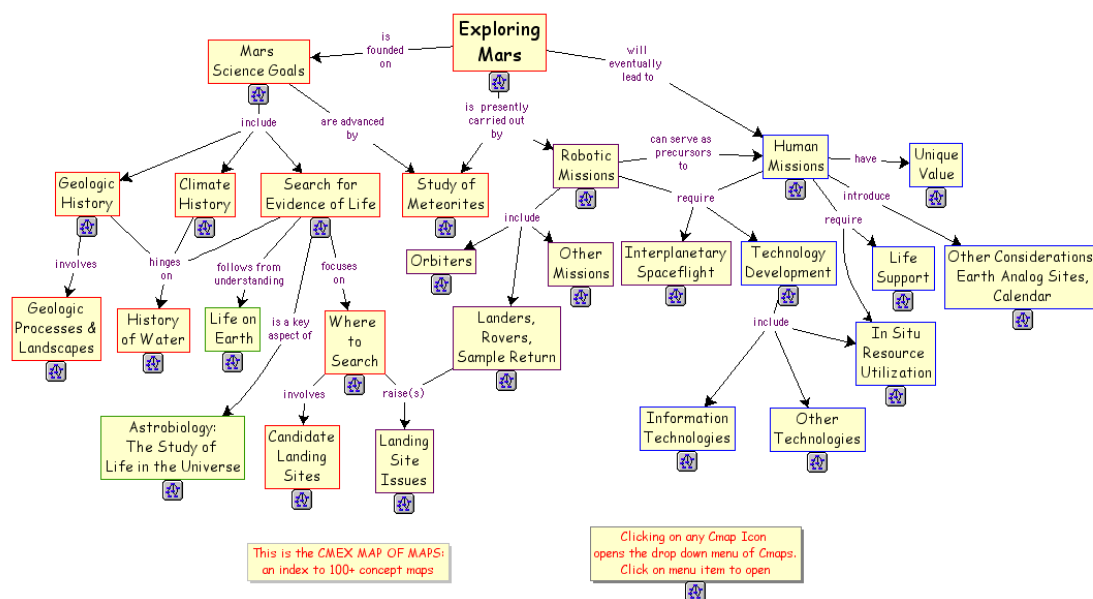 Exploring
Mars
is
founded
on
Mars
Science Goals
will
eventually
lead to
is presently
carried out
by
are advanced
by
include
can serve as
precursors
to
Human
Missions
have
Unique
Value
Robotic
Missions
Geologic
History
Climate
History
Search for
Evidence of Life
Study of
Meteorites
require
introduce
require
include
involves
hinges
on
follows from
understanding
focuses
on
Orbiters
Other
Missions
Interplanetary
Spaceflight
Technology
Development
Life
Support
Other Considerations
Earth Analog Sites,
Calendar
Geologic
Processes &
Landscapes
History
of Water
Life on
Earth
is a key
aspect of
Where
to
Search
Landers,
Rovers,
Sample Return
include
In Situ
Resource
Utilization
involves
raise(s)
Astrobiology:
The Study of
Life in the Universe
Candidate
Landing
Sites
Landing
Site
Issues
Information
Technologies
Other
Technologies
This is the CMEX MAP OF MAPS:
an index to 100+ concept maps
Clicking on any Cmap Icon
opens the drop down menu of Cmaps.
Click on menu item to open